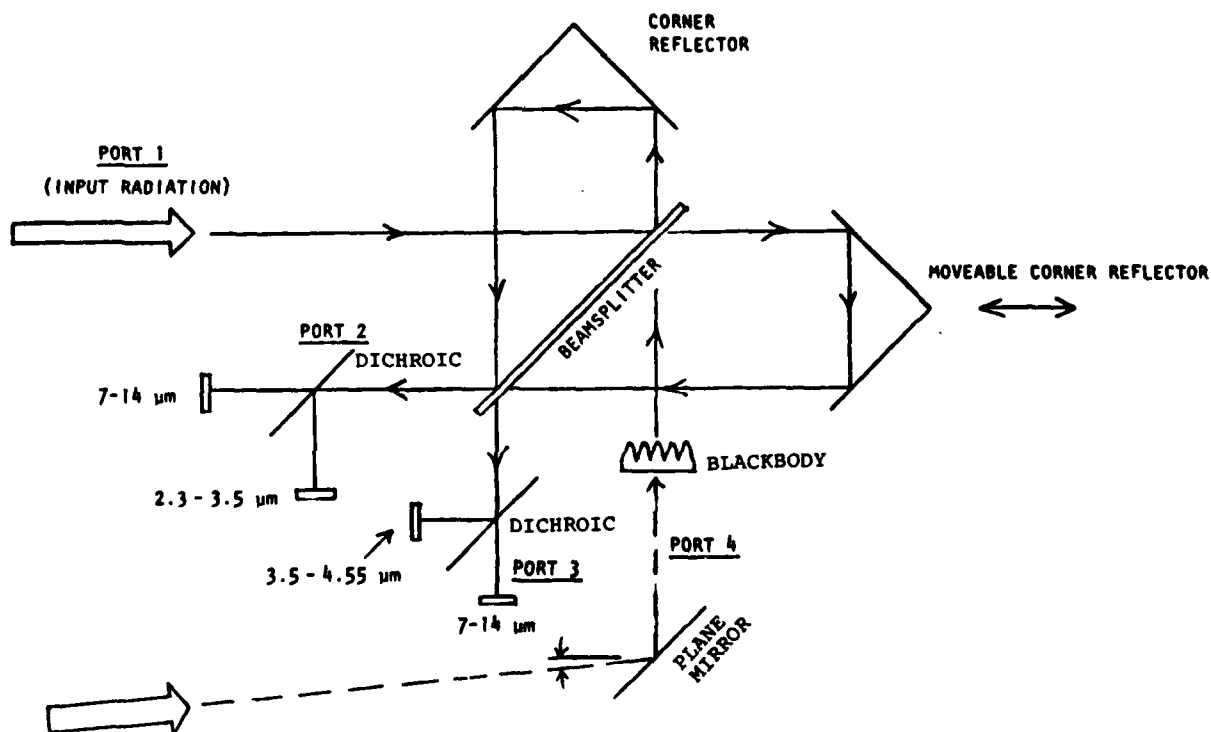 CORNER
REFLECTOR
PORT 1
(INPUT RADIATION)
BEAMSPLITTER
MOVEABLE CORNER REFLECTOR
PORT 2
DICHROIC
7-14 µm
2.3 - 3.5 µm
BLACKBODY
DICHROIC
3.5 - 4.55 µm
PORT 3
7-14 µm
PORT 4
PLANE
MIRROR